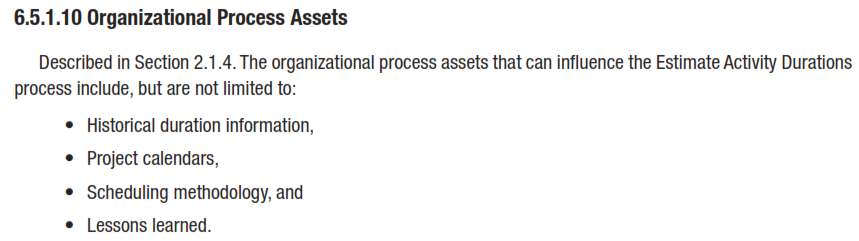 6.5.1.10 Organizational Process Assets
Described in Section 2.1.4. The organizational process assets that can influence the Estimate Activity Durations
process include, but are not limited to:
• Historical duration information,
• Project calendars,
• Scheduling methodology, and
• Lessons learned.